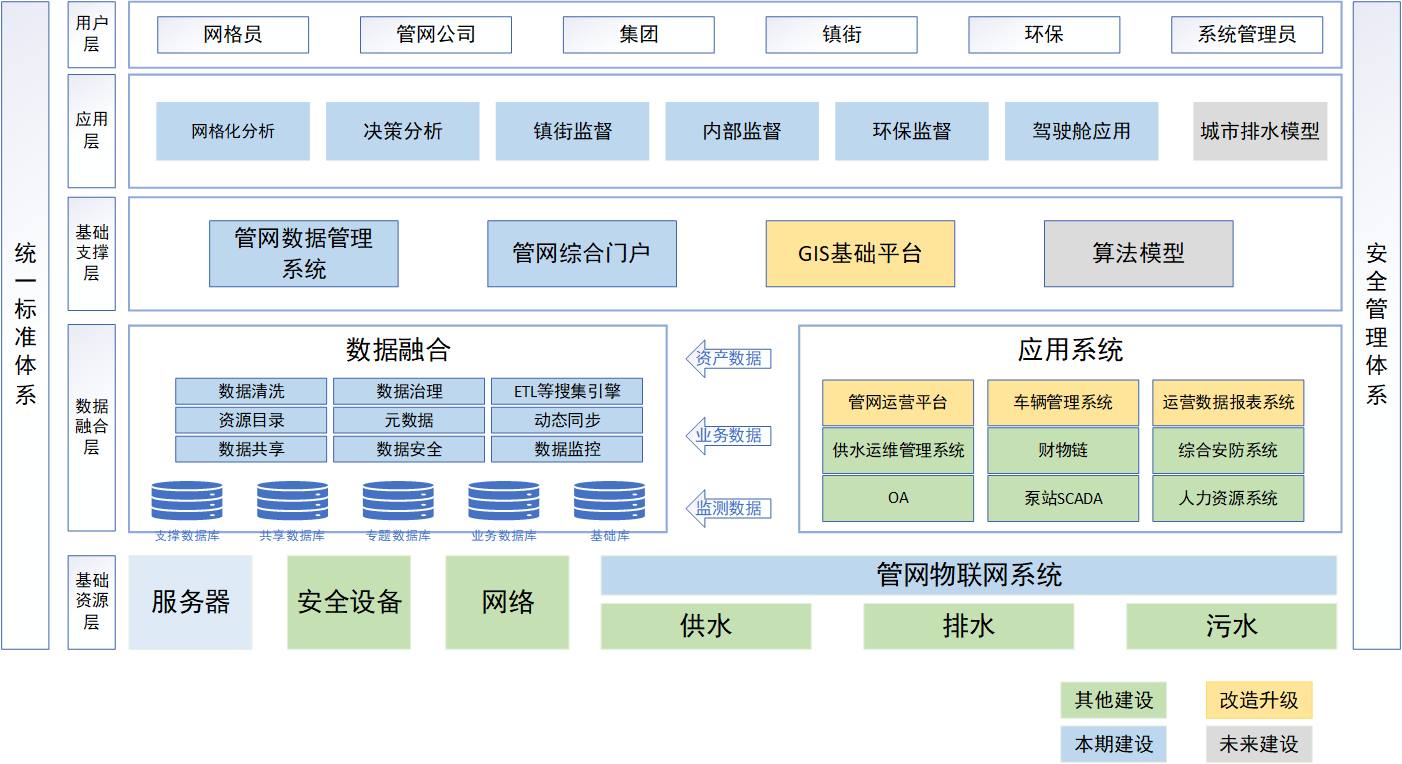 统一标准体系
用户
层
网格员
管网公司
集团
镇街
环保
系统管理员
应用
层
网格化分析
决策分析
镇街监督
内部监督
环保监督
驾驶舱应用
城市排水模型
基础
支撑
层
管网数据管理
系统
管网综合门户
GIS基础平台
算法模型
数据
融合
层
数据融合
数据清洗
数据治理
ETL等搜集引擎
资源目录
元数据
动态同步
数据共享
数据安全
数据监控
支撑数据库
共享数据库
专题数据库
业务数据库
基础库
资产数据
业务数据
监测数据
应用系统
管网运营平台
车辆管理系统
运营数据报表系统
供水运维管理系统
财物链
综合安防系统
OA
泵站SCADA
人力资源系统
基础
资源
层
服务器
安全设备
网络
管网物联网系统
供水
排水
污水
安全管理体系
其他建设
改造升级
本期建设
未来建设